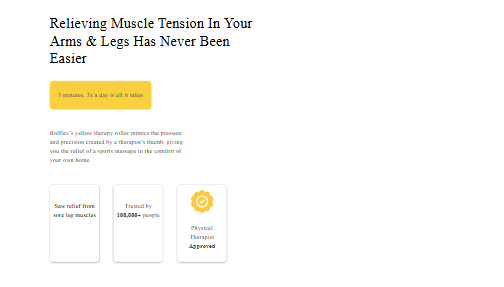 Relieving Muscle Tension In Your
Arms & Legs Has Never Been
Easier
3 minutes, 3x a day is all it takes
Rolflex's yellow therapy roller mimics the pressure
and precision created by a therapist's thumb, giving
you the relief of a sports massage in the comfort of
your own home.
Saw relief from
sore leg muscles
Trusted by
100,000+ people
Physical
Therapist
Approved